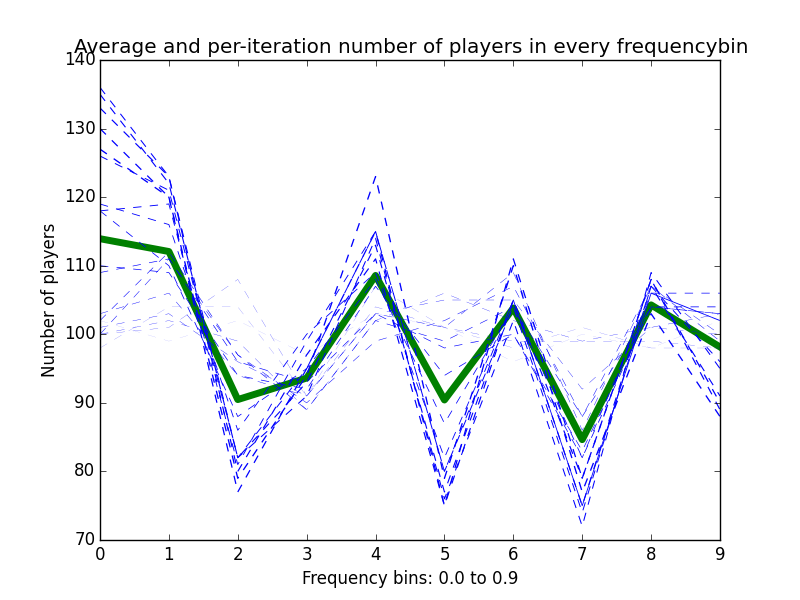 Average and per-iteration number of players in every frequencybin
140
130
120
110
100
90
80
70
Number of players
0 1 2 3 4 5 6 7 8 9
Frequency bins: 0.0 to 0.9